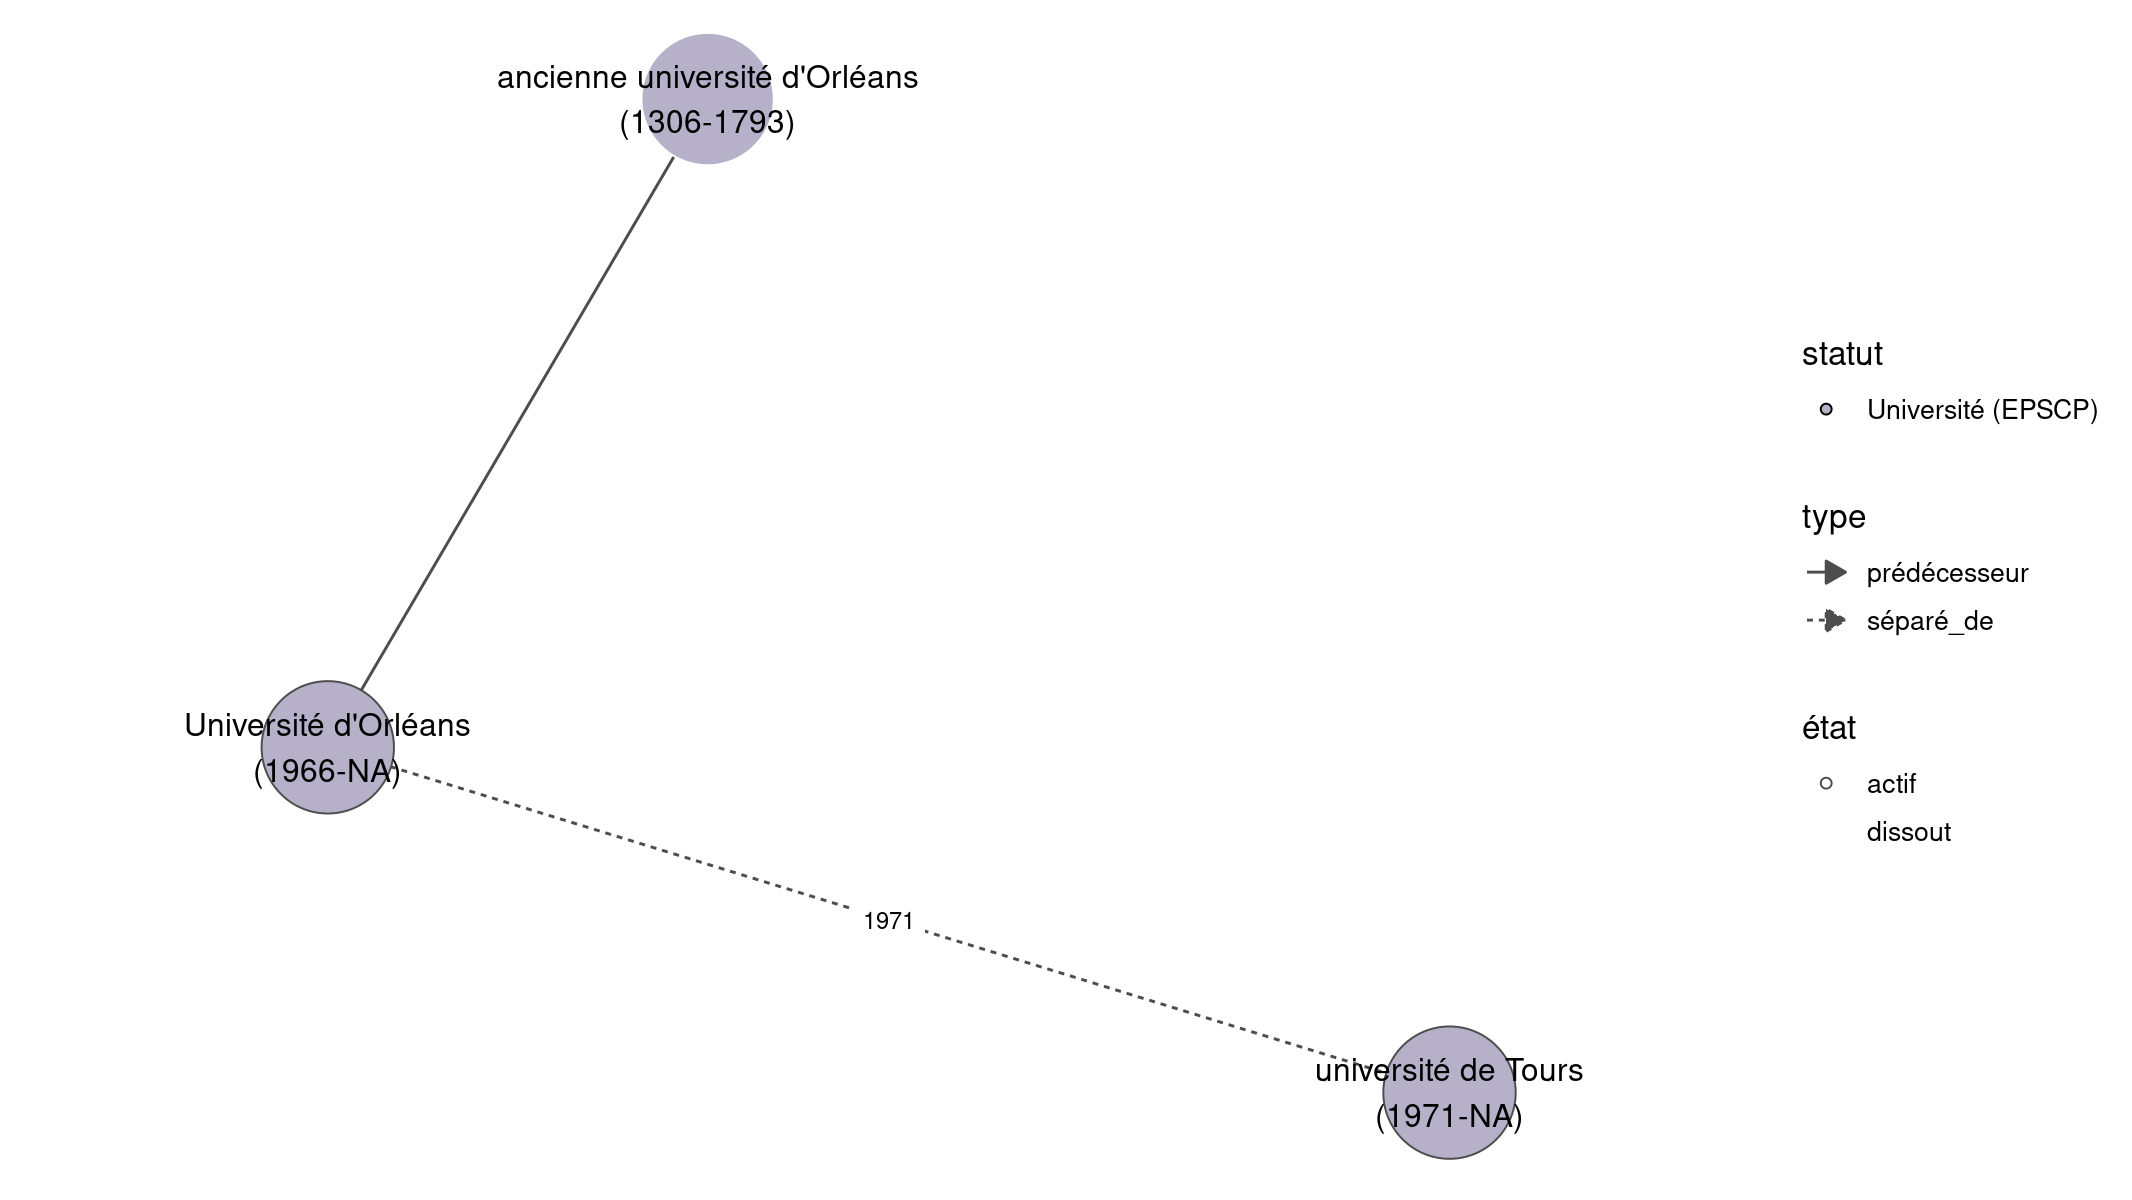 ancienne université d'Orléans
(1306-1793)
Université d'Orléans
(1966-NA)
1971
université de Tours
(1971-NA)
statut
Université (EPSCP)
type
prédécesseur
séparé_de
état
actif
dissout